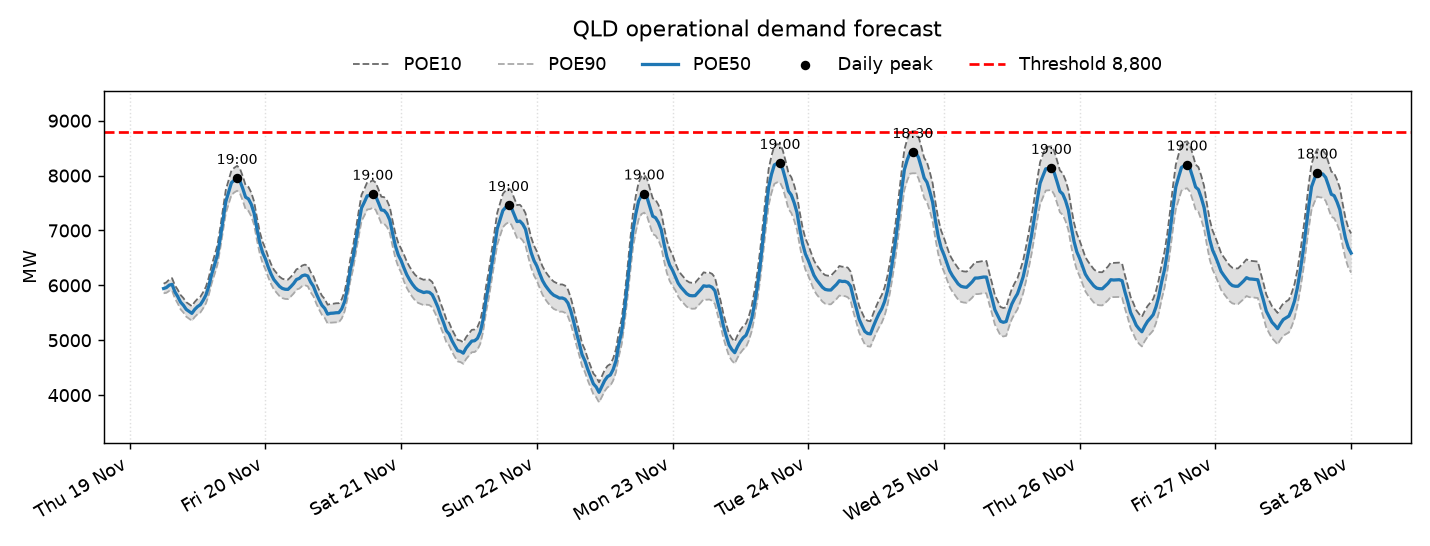 QLD operational demand forecast
POE10 POE90 POE50 Daily peak Threshold 8,800
MW
9000
8000
7000
6000
5000
4000
19:00 19:00 19:00 19:00 19:00 18:30 19:00 19:00 18:00
Thu 19 Nov Fri 20 Nov Sat 21 Nov Sun 22 Nov Mon 23 Nov Tue 24 Nov Wed 25 Nov Thu 26 Nov Fri 27 Nov Sat 28 Nov